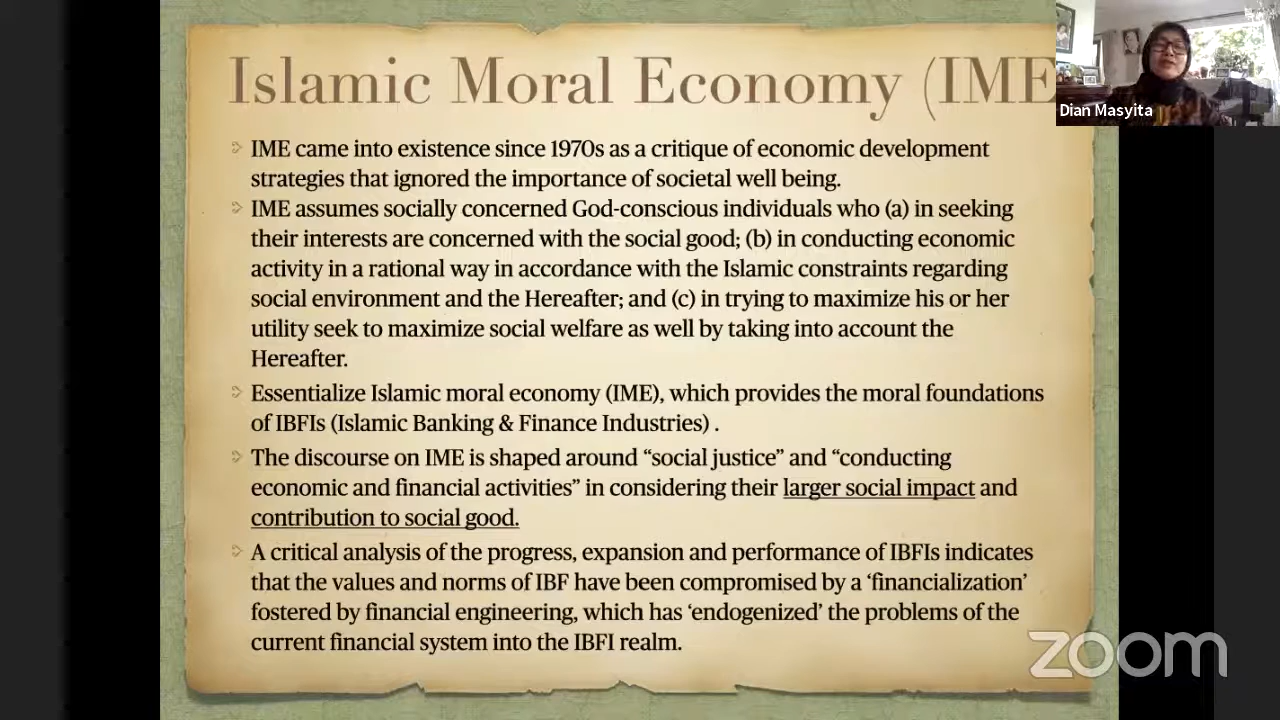 Islamic Moral Economy (IME
Dian Masyita
IME came into existence since 1970s as a critique of economic development
strategies that ignored the importance of societal well being.
IME assumes socially concerned God-conscious individuals who (a) in seeking
their interests are concerned with the social good; (b) in conducting economic
activity in a rational way in accordance with the Islamic constraints regarding
social environment and the Hereafter; and (c) in trying to maximize his or her
utility seek to maximize social welfare as well by taking into account the
Hereafter.
Essentialize Islamic moral economy (IME), which provides the moral foundations
of IBFIs (Islamic Banking & Finance Industries) .
The discourse on IME is shaped around “social justice” and “conducting
economic and financial activities” in considering their larger social impact and
contribution to social good.
A critical analysis of the progress, expansion and performance of IBFIs indicates
that the values and norms of IBF have been compromised by a ‘financialization’
fostered by financial engineering, which has ‘endogenized’ the problems of the
current financial system into the IBFI realm.
zoom